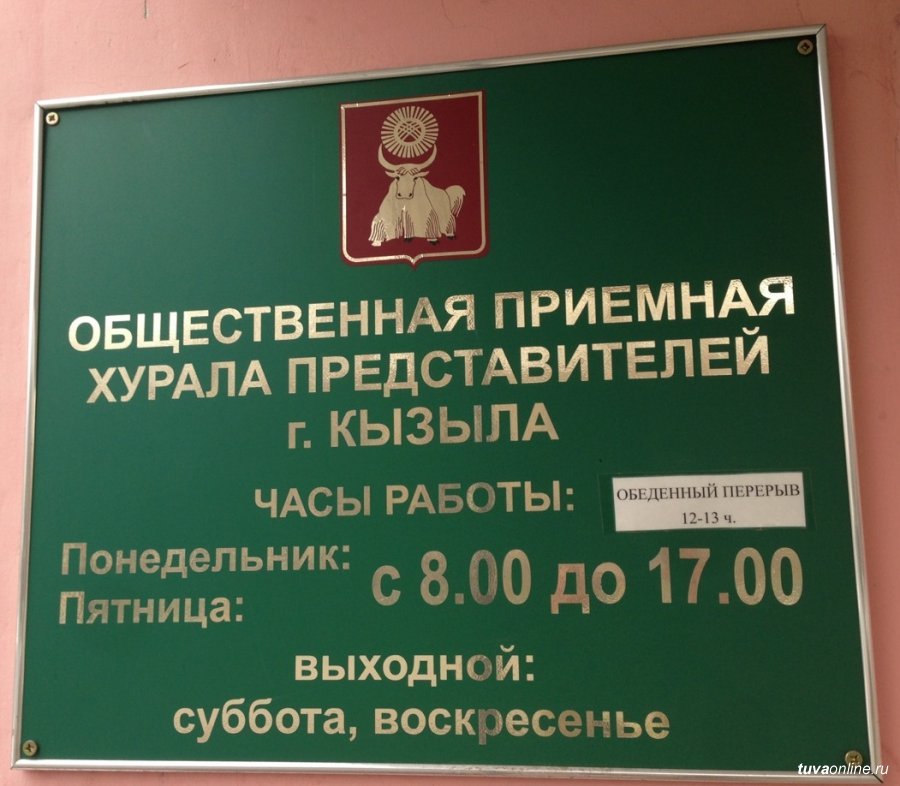 ОБЩЕСТВЕННАЯ ПРИЕМНАЯ
ХУРАЛА ПРЕДСТАВИТЕЛЕЙ
г. КЫЗЫЛА
ЧАСЫ РАБОТЫ:
ОБЕДЕННЫЙ ПЕРЕРЫВ
12-13 ч.
Понедельник:
Пятница:
с 8.00 до 17.00
выходной:
суббота, воскресенье
tuvaonline.ru